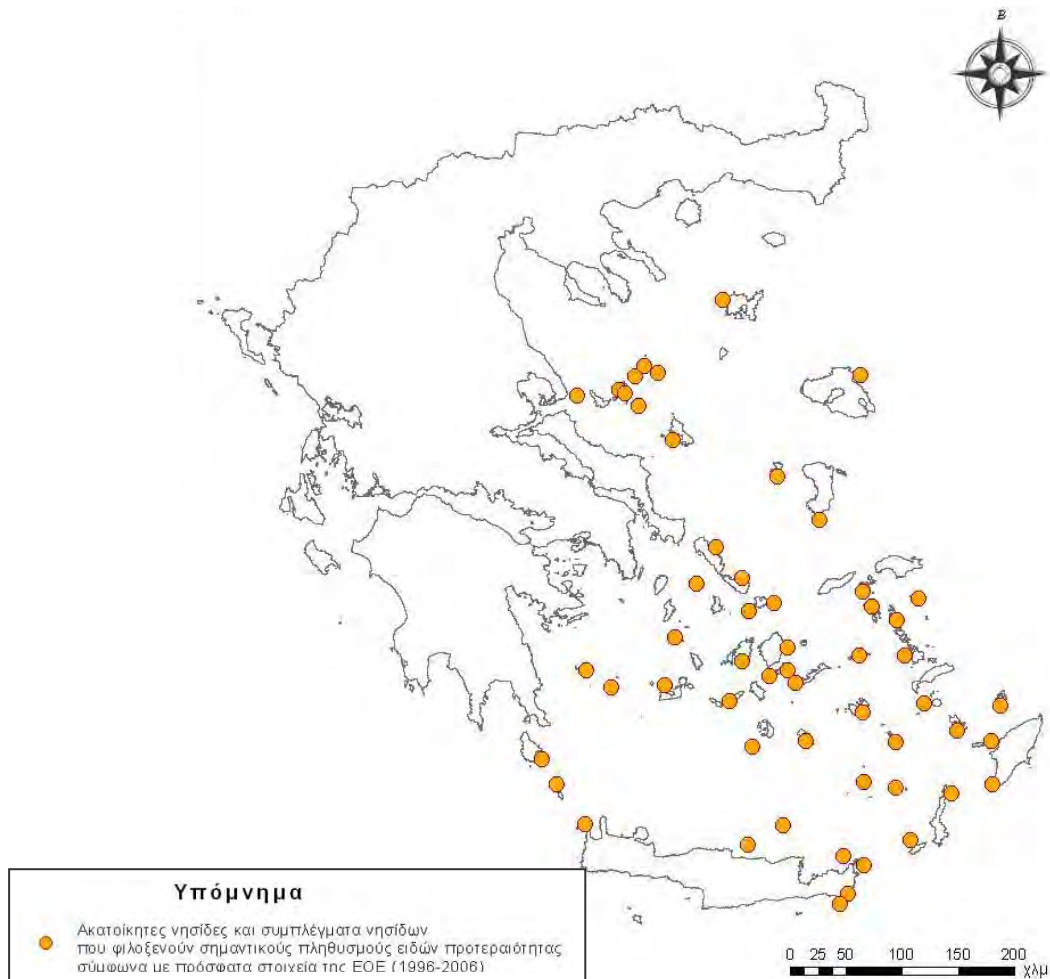 B
Υπόμνημα
Ακατοίκητες νησίδες και συμπλέγματα νησίδων
που φιλοξενούν σημαντικούς πληθυσμούς ειδών προτεραιότητας
σύμφωνα με πρόσφατα στοιχεία της ΕΟΕ (1996-2006)
0 25 50 100 150 200
χλμ